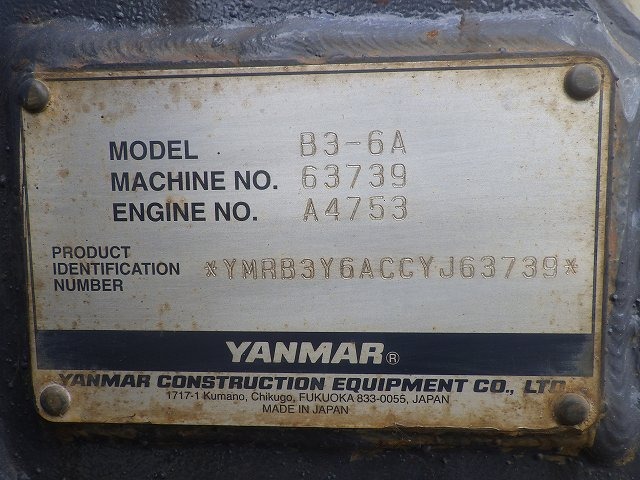 MODEL B3-6A
MACHINE NO. 63739
ENGINE NO. A4753
PRODUCT
IDENTIFICATION *YMRB3Y6ACCYJ63739*
NUMBER
YANMAR®
YANMAR CONSTRUCTION EQUIPMENT CO., LTD.
1717-1 Kumano, Chikugo, FUKUOKA 833-0055, JAPAN
MADE IN JAPAN